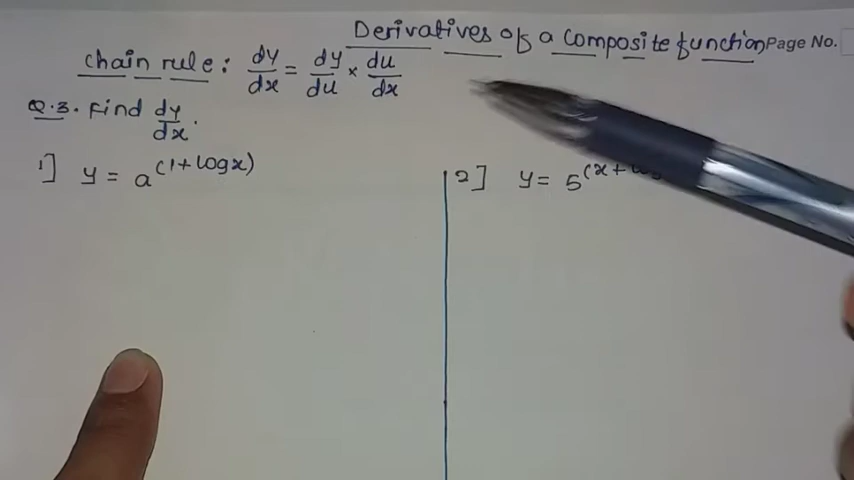 Derivatives of a Composite function Page No.
Chain rule: dy/dx = dy/du × du/dx
Q.3. Find dy/dx.
1] y = a^(1+logx)
2] y = 5^(x+